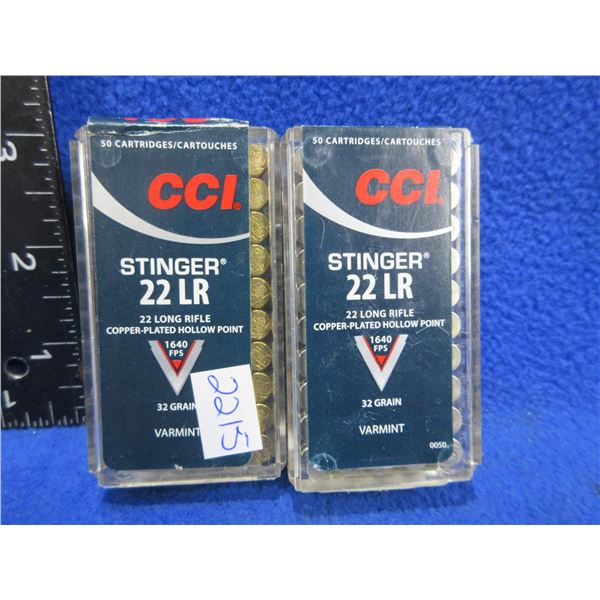 50 CARTRIDGES/CARTOUCHES
CCI
STINGER®
22 LR
22 LONG RIFLE
COPPER-PLATED HOLLOW POINT
1640
FPS
32 GRAIN
VARMINT
2215
50 CARTRIDGES/CARTOUCHES
CCI
STINGER®
22 LR
22 LONG RIFLE
COPPER-PLATED HOLLOW POINT
1640
FPS
32 GRAIN
VARMINT
0050
3
2
1